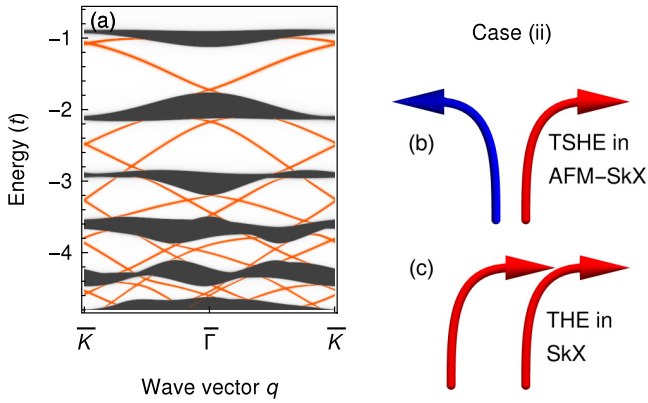 (a)
Case (ii)
−1
−2
−3
−4
Energy (t)
K
Γ
K
Wave vector q
(b)
TSHE in
AFM−SkX
(c)
THE in
SkX